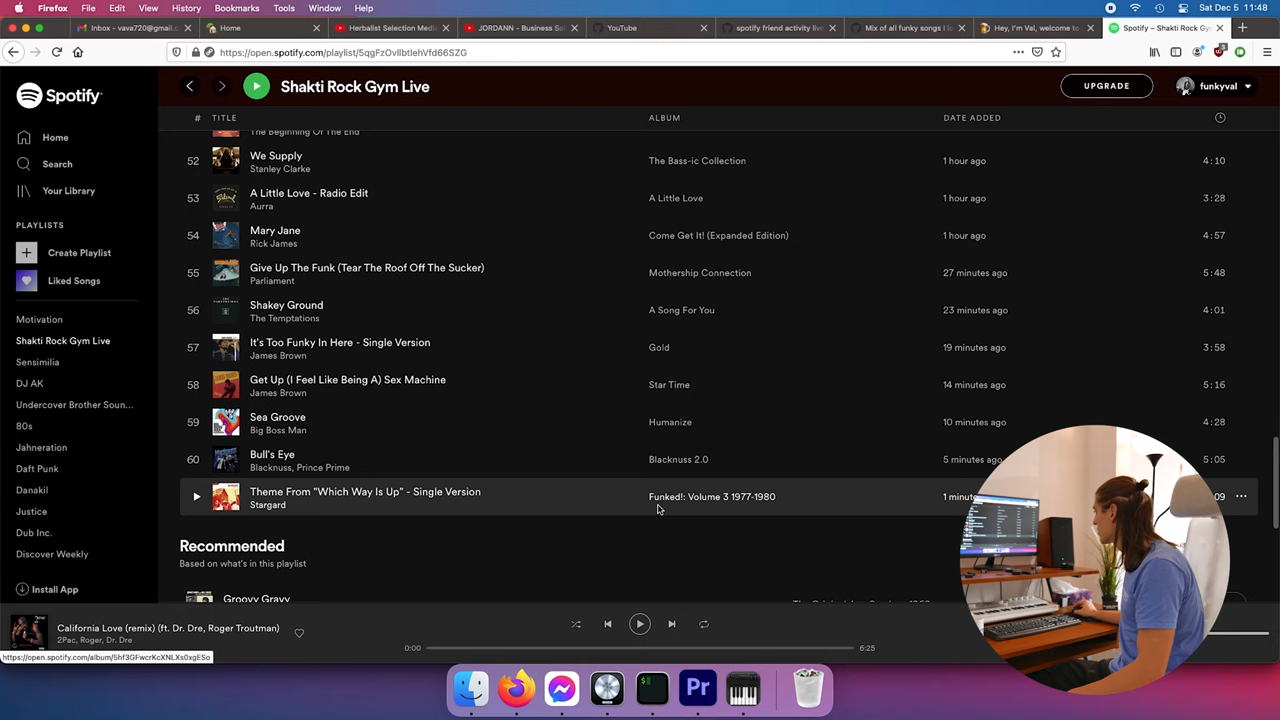 Firefox File Edit View History Bookmarks Tools Window Help
Sat Dec 5 11:48
Inbox - vava720@gmail.c
Home
Herbalist Selection Medi
JORDANN - Business So
YouTube
spotify friend activity live
Mix of all funky songs I lo
Hey, I'm Val, welcome to
Spotify – Shakti Rock Gy
https://open.spotify.com/playlist/5qgFzOvllbtlehVfd66SZG
Spotify
Shakti Rock Gym Live
UPGRADE
funkyval
# TITLE ALBUM DATE ADDED
Home
Search
Your Library
PLAYLISTS
Create Playlist
Liked Songs
Motivation
Shakti Rock Gym Live
Sensimilia
DJ AK
Undercover Brother Soun...
80s
Jahneration
Daft Punk
Danakil
Justice
Dub Inc.
Discover Weekly
Install App
The Beginning Of The End
52 We Supply The Bass-ic Collection 1 hour ago 4:10
Stanley Clarke
53 A Little Love - Radio Edit A Little Love 1 hour ago 3:28
Aurra
54 Mary Jane Come Get It! (Expanded Edition) 1 hour ago 4:57
Rick James
55 Give Up The Funk (Tear The Roof Off The Sucker) Mothership Connection 27 minutes ago 5:48
Parliament
56 Shakey Ground A Song For You 23 minutes ago 4:01
The Temptations
57 It's Too Funky In Here - Single Version Gold 19 minutes ago 3:58
James Brown
58 Get Up (I Feel Like Being A) Sex Machine Star Time 14 minutes ago 5:16
James Brown
59 Sea Groove Humanize 10 minutes ago 4:28
Big Boss Man
60 Bull's Eye Blacknuss 2.0 5 minutes ago 5:05
Blacknuss, Prince Prime
Theme From "Which Way Is Up" - Single Version Funked!: Volume 3 1977-1980 1 minut 09
Stargard
Recommended
Based on what's in this playlist
Groovy Gravy
California Love (remix) (ft. Dr. Dre, Roger Troutman)
2Pac, Roger, Dr. Dre
0:00 6:25
Pr